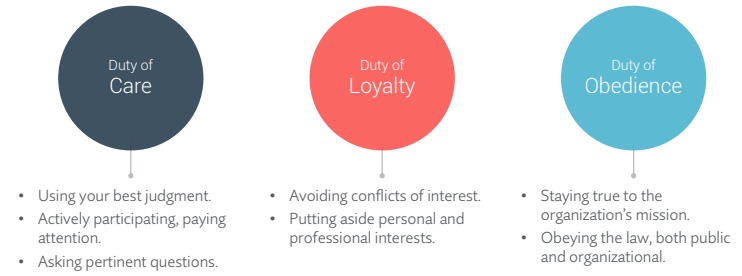 Duty of
Care
• Using your best judgment.
• Actively participating, paying
attention.
• Asking pertinent questions.
Duty of
Loyalty
• Avoiding conflicts of interest.
• Putting aside personal and
professional interests.
Duty of
Obedience
• Staying true to the
organization’s mission.
• Obeying the law, both public
and organizational.